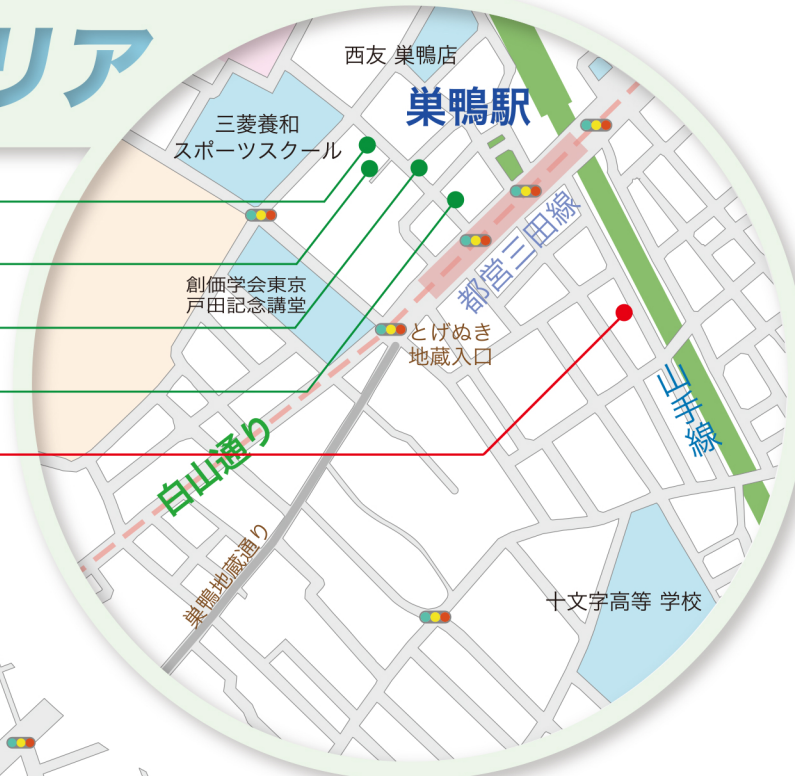 リア
西友 巣鴨店
巣鴨駅
三菱養和
スポーツスクール
都営三田線
創価学会東京
戸田記念講堂
とげぬき
地蔵入口
山手線
白山通り
巣鴨地蔵通り
十文字高等 学校